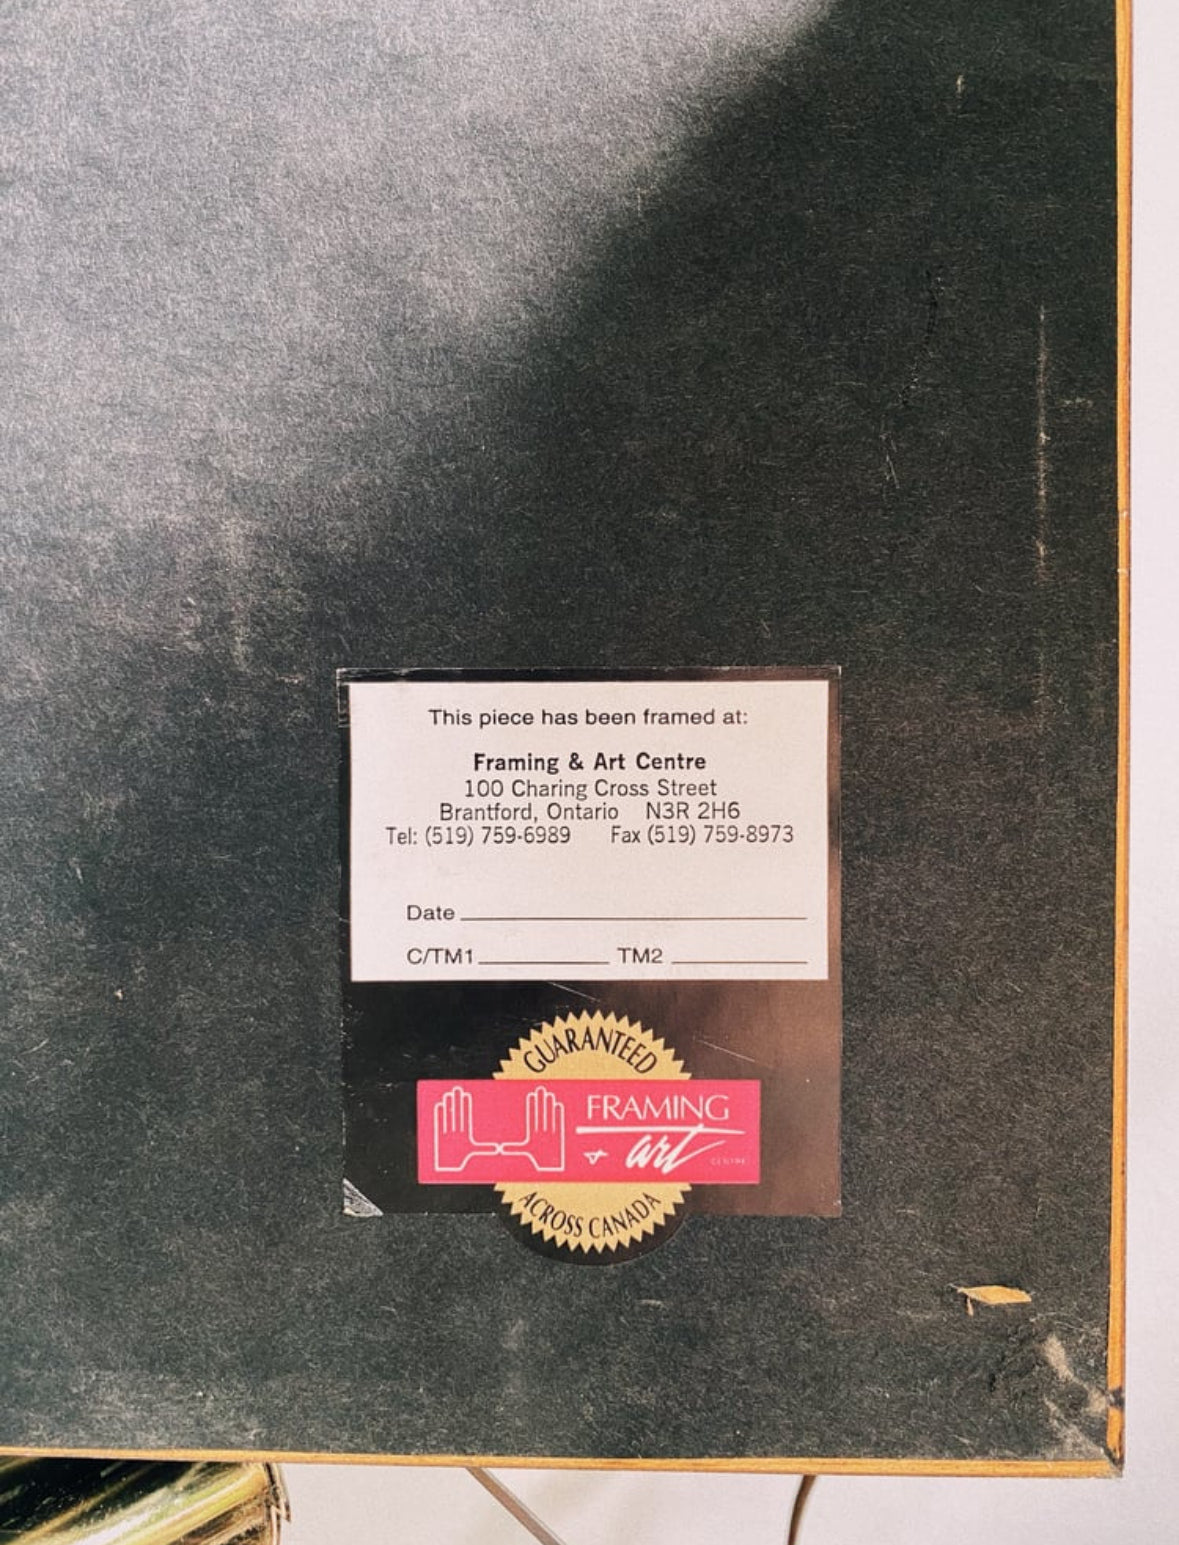 This piece has been framed at:
Framing & Art Centre
100 Charing Cross Street
Brantford, Ontario N3R 2H6
Tel: (519) 759-6989 Fax (519) 759-8973
Date
C/TM1 TM2
GUARANTEED
FRAMING
& art CENTRE
ACROSS CANADA